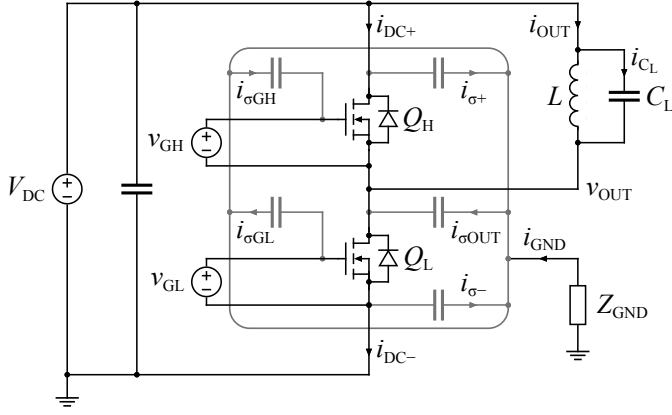 i_DC+ i_OUT
i_CL
i_σGH i_σ+ L C_L
v_GH Q_H
V_DC v_OUT
i_σGL i_σOUT i_GND
v_GL Q_L
i_σ− Z_GND
i_DC−